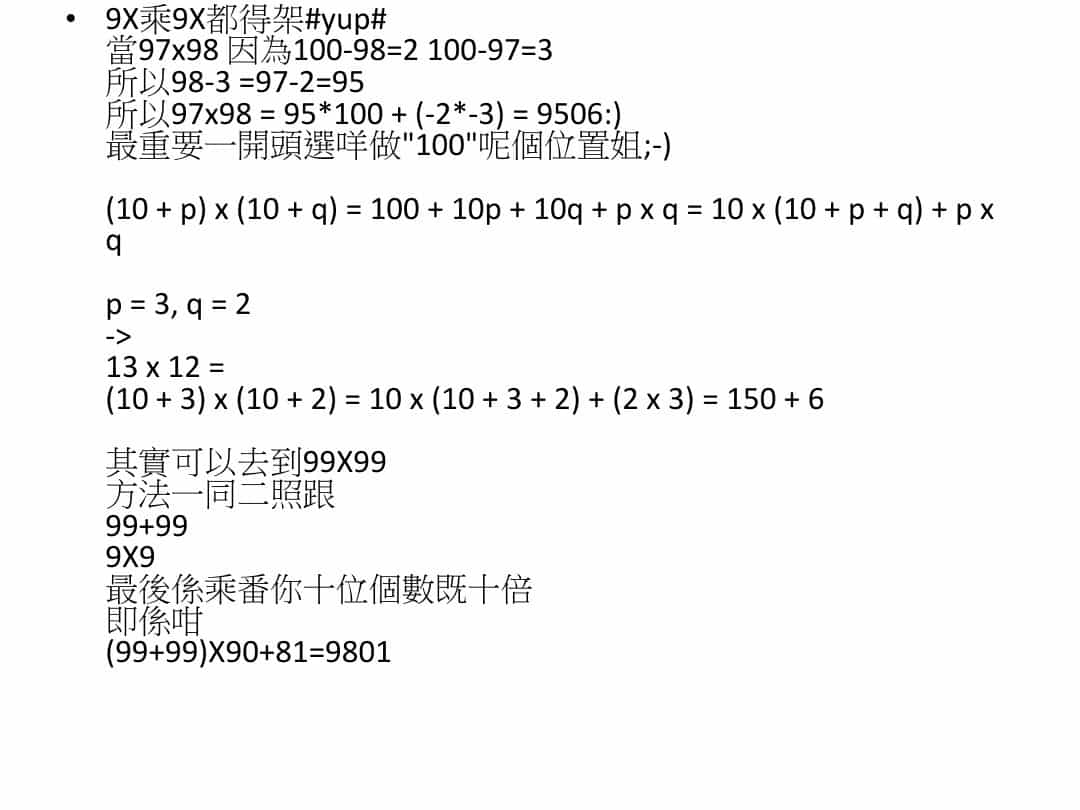 • 9X乘9X都得架#yup#
當97x98 因為100-98=2 100-97=3
所以98-3 =97-2=95
所以97x98 = 95*100 + (-2*-3) = 9506:)
最重要一開頭選咩做"100"呢個位置姐;-)
(10 + p) x (10 + q) = 100 + 10p + 10q + p x q = 10 x (10 + p + q) + p x
q
p = 3, q = 2
->
13 x 12 =
(10 + 3) x (10 + 2) = 10 x (10 + 3 + 2) + (2 x 3) = 150 + 6
其實可以去到99X99
方法一同二照跟
99+99
9X9
最後係乘番你十位個數既十倍
即係咁
(99+99)X90+81=9801